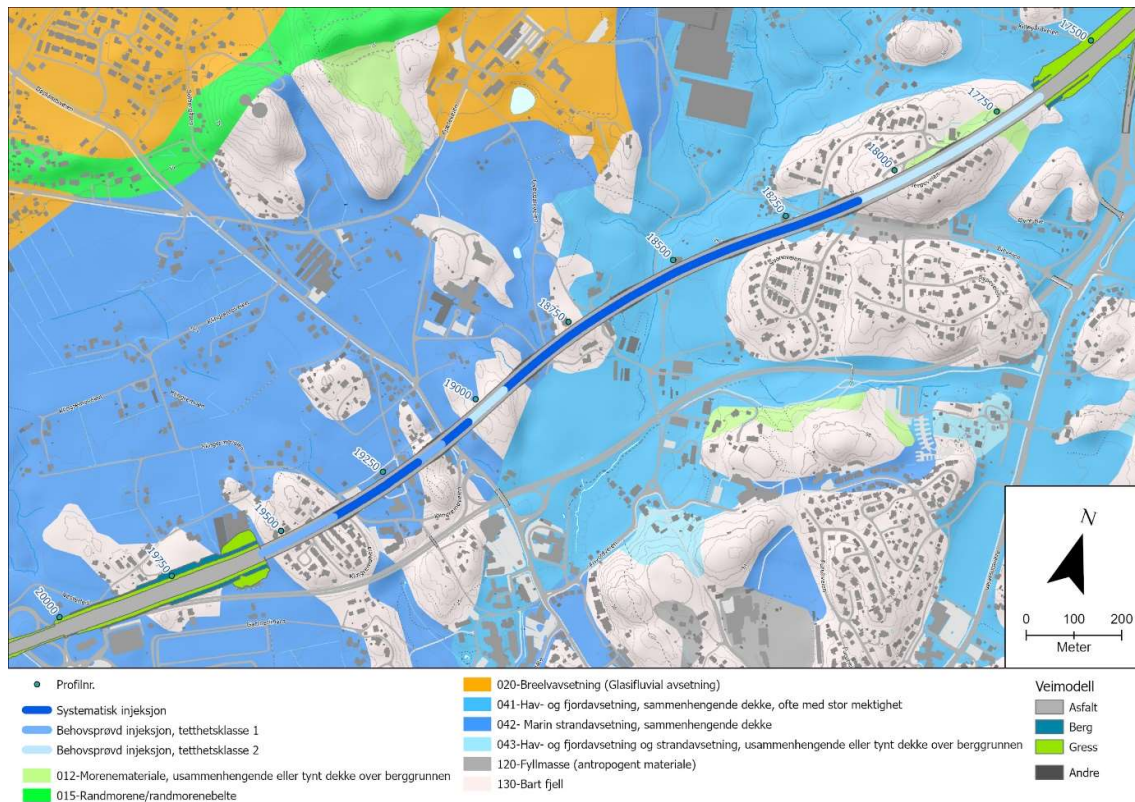 17500
17750
18000
18250
18500
18750
19000
19250
19500
19750
20000
N
0 60 120
Meter
Profilnr.
Systematisk injeksjon
Behovsprøvd injeksjon, tetthetsklasse 1
Behovsprøvd injeksjon, tetthetsklasse 2
012-Morenemateriale, usammenhengende eller tynt dekke over berggrunnen
015-Randmorene/randmorenebelte
020-Breelvavsetning (Glasifluvial avsetning)
041-Hav- og fjordavsetning, sammenhengende dekke, ofte med stor mektighet
042- Marin strandavsetning, sammenhengende dekke
043-Hav- og fjordavsetning og strandavsetning, usammenhengende eller tynt dekke over berggrunnen
120-Fyllmasse (antropogent materiale)
130-Bart fjell
Veimodell
Asfalt
Berg
Gress
Andre